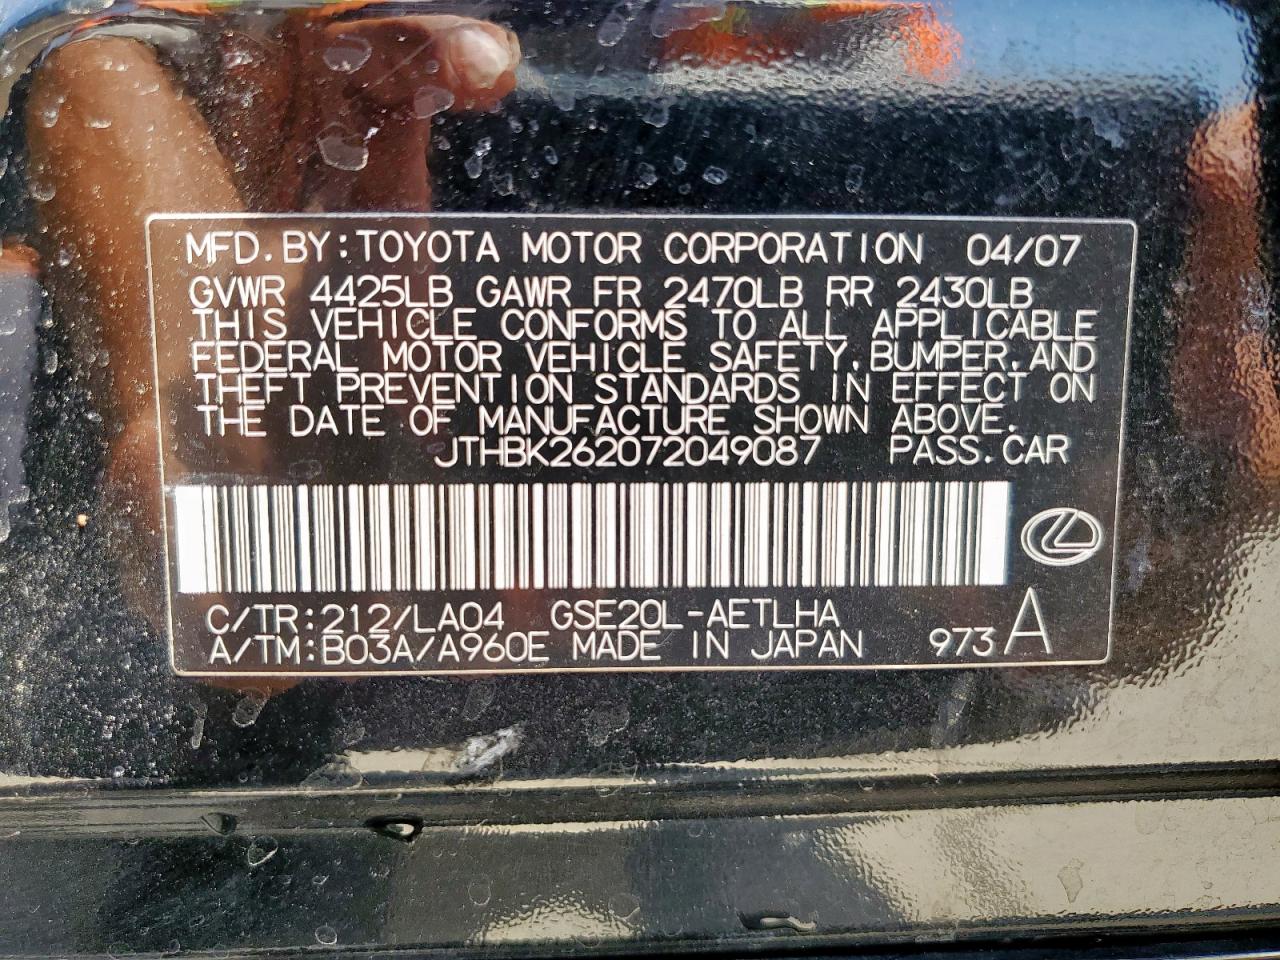 MFD.BY:TOYOTA MOTOR CORPORATION 04/07
GVWR 4425LB GAWR FR 2470LB RR 2430LB
THIS VEHICLE CONFORMS TO ALL APPLICABLE
FEDERAL MOTOR VEHICLE SAFETY,BUMPER,AND
THEFT PREVENTION STANDARDS IN EFFECT ON
THE DATE OF MANUFACTURE SHOWN ABOVE.
JTHBK262072049087 PASS.CAR
C/TR:212/LA04 GSE20L-AETLHA
A/TM:B03A/A960E MADE IN JAPAN 973 A